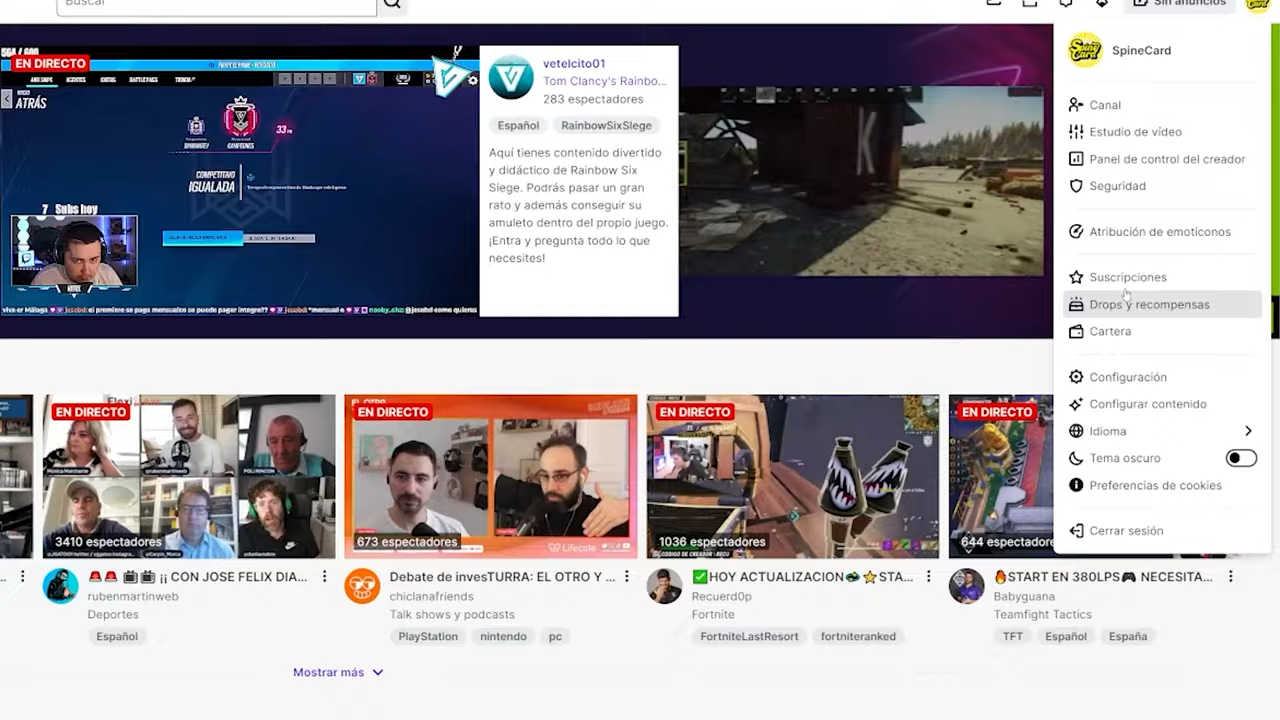 Buscar
Sin anuncios
EN DIRECTO
ATRÁS
33
COMPETITIVO
IGUALADA
7 Subs hoy
vetelcito01
Tom Clancy's Rainbo...
283 espectadores
Español
RainbowSixSIege
Aquí tienes contenido divertido
y didáctico de Rainbow Six
Siege. Podrás pasar un gran
rato y además conseguir su
amuleto dentro del propio juego.
¡Entra y pregunta todo lo que
necesites!
K
SpineCard
Canal
Estudio de vídeo
Panel de control del creador
Seguridad
Atribución de emoticonos
Suscripciones
Drops y recompensas
Cartera
Configuración
Configurar contenido
Idioma
Tema oscuro
Preferencias de cookies
Cerrar sesión
EN DIRECTO
3410 espectadores
EN DIRECTO
673 espectadores
Lifecole
EN DIRECTO
1036 espectadores
EN DIRECTO
644 espectado
🚨🚨 📺📺 ¡¡ CON JOSE FELIX DIA...
rubenmartinweb
Deportes
Español
Debate de invesTURRA: EL OTRO Y ...
chiclanafriends
Talk shows y podcasts
PlayStation
nintendo
pc
✅HOY ACTUALIZACION🐲⭐STA...
Recuerd0p
Fortnite
FortniteLastResort
fortniteranked
🔥START EN 380LPS🎮 NECESITA...
Babyguana
Teamfight Tactics
TFT
Español
España
Mostrar más